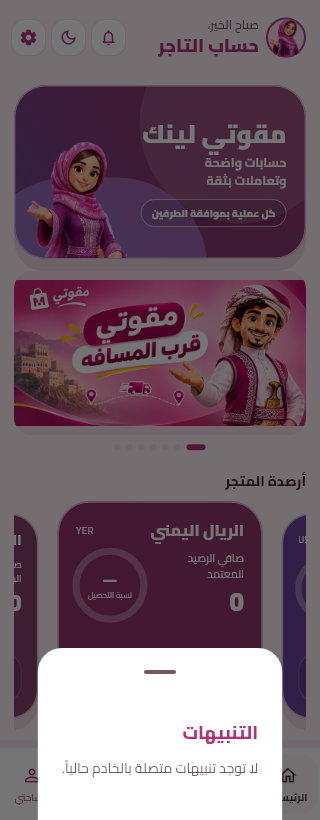 صباح الخير،
حساب التاجر
مقوتي لينك
حسابات واضحة
وتعاملات بثقة
كل عملية بموافقة الطرفين
مقوتي
مقوتي
قرب المسافه
أرصدة المتجر
الريال اليمني
YER
صافي الرصيد
المعتمد
0
—
نسبة التحصيل
التنبيهات
لا توجد تنبيهات متصلة بالخادم حالياً.